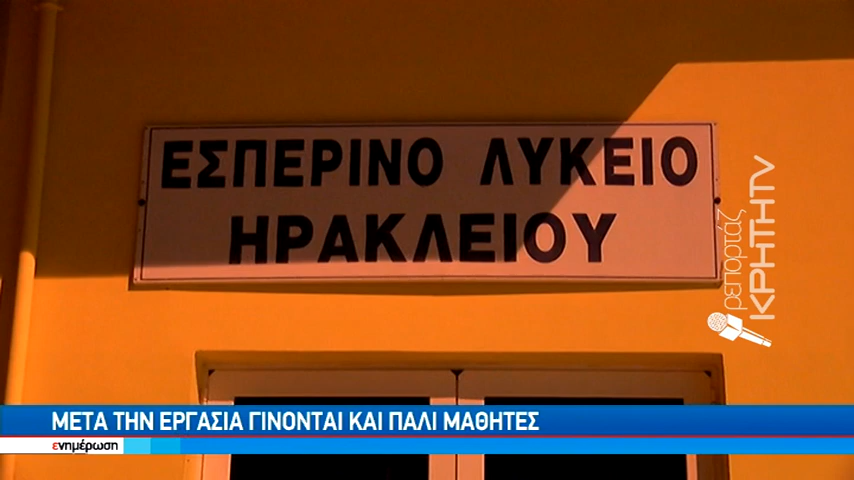 ΕΣΠΕΡΙΝΟ ΛΥΚΕΙΟ
ΗΡΑΚΛΕΙΟΥ
ρεπορτάζ
ΚΡΗΤΗTV
ΜΕΤΑ ΤΗΝ ΕΡΓΑΣΙΑ ΓΙΝΟΝΤΑΙ ΚΑΙ ΠΑΛΙ ΜΑΘΗΤΕΣ
ενημέρωση